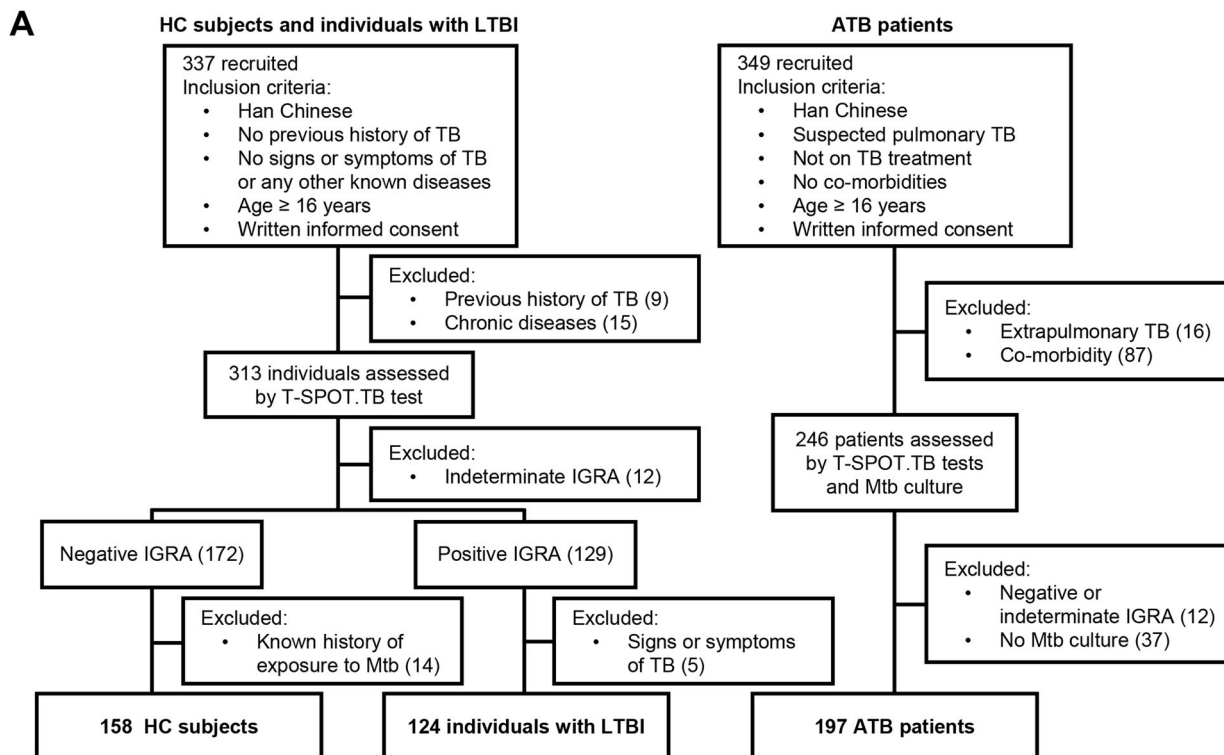 A
HC subjects and individuals with LTBI
337 recruited
Inclusion criteria:
• Han Chinese
• No previous history of TB
• No signs or symptoms of TB
or any other known diseases
• Age ≥ 16 years
• Written informed consent
Excluded:
• Previous history of TB (9)
• Chronic diseases (15)
313 individuals assessed
by T-SPOT.TB test
Excluded:
• Indeterminate IGRA (12)
Negative IGRA (172)
Positive IGRA (129)
Excluded:
• Known history of
exposure to Mtb (14)
Excluded:
• Signs or symptoms
of TB (5)
158 HC subjects
124 individuals with LTBI
ATB patients
349 recruited
Inclusion criteria:
• Han Chinese
• Suspected pulmonary TB
• Not on TB treatment
• No co-morbidities
• Age ≥ 16 years
• Written informed consent
Excluded:
• Extrapulmonary TB (16)
• Co-morbidity (87)
246 patients assessed
by T-SPOT.TB tests
and Mtb culture
Excluded:
• Negative or
indeterminate IGRA (12)
• No Mtb culture (37)
197 ATB patients